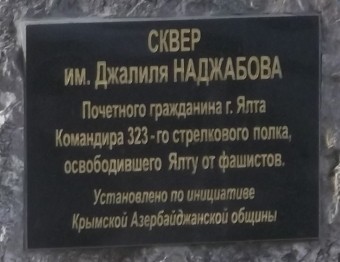 СКВЕР
им. Джалиля НАДЖАБОВА
Почетного гражданина г. Ялта
Командира 323-го стрелкового полка,
освободившего Ялту от фашистов.
Установлено по инициативе
Крымской Азербайджанской общины